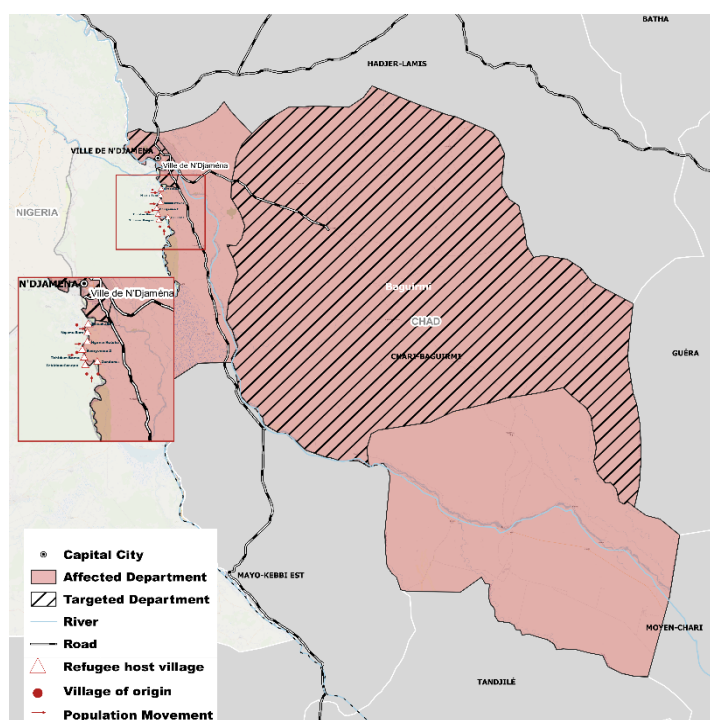 BATHA
HADJER-LAMIS
VILLE DE N'DJAMENA
Ville de N'Djaména
NIGERIA
N'DJAMENA
Ville de N'Djaména
Baguirmi
CHAD
CHARI-BAGUIRMI
GUÉRA
Capital City
Affected Department
Targeted Department
River
Road
Refugee host village
Village of origin
Population Movement
MAYO-KEBBI EST
MOYEN-CHARI
TANDJILÉ